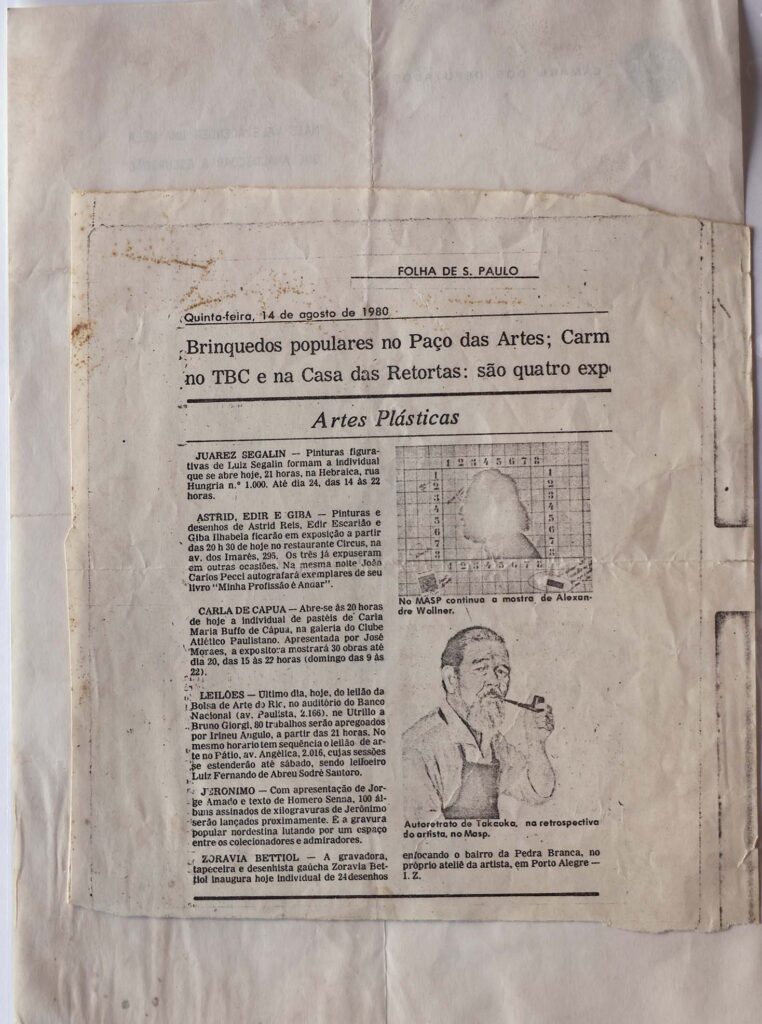 FOLHA DE S. PAULO
Quinta-feira, 14 de agosto de 1980
Brinquedos populares no Paço das Artes; Carm
no TBC e na Casa das Retortas: são quatro exp
Artes Plásticas
JUAREZ SEGALIN — Pinturas figura-
tivas de Luiz Segalin formam a individual
que se abre hoje, 21 horas, na Hebraica, rua
Hungria n.º 1.000. Até dia 24, das 14 às 22
horas.
ASTRID, EDIR E GIBA — Pinturas e
desenhos de Astrid Reis, Edir Escarião e
Giba Ilhabela ficarão em exposição a partir
das 20 h 30 de hoje no restaurante Circus, na
av. dos Imarés, 295. Os três já expuseram
em outras ocasiões. Na mesma noite João
Carlos Pecci autografará exemplares de seu
livro "Minha Profissão é Andar".
CARLA DE CAPUA — Abre-se às 20 horas
de hoje a individual de pastéis de Carla
Maria Buffo de Cápua, na galeria do Clube
Atlético Paulistano. Apresentada por José
Moraes, a expositora mostrará 30 obras até
dia 20, das 15 às 22 horas (domingo das 9 às
22).
LEILÕES — Último dia, hoje, do leilão da
Bolsa de Arte do Rio, no auditório do Banco
Nacional (av. Paulista, 2.166). ne Utrillo a
Bruno Giorgi, 80 trabalhos serão apregoados
por Irineu Angulo, a partir das 21 horas. No
mesmo horario tem sequência o leilão de ar-
te no Pátio, av. Angélica, 2.016, cujas sessões
se estenderão até sábado, sendo leiloeiro
Luiz Fernando de Abreu Sodré Santoro.
JERONIMO — Com apresentação de Jor-
ge Amado e texto de Homero Senna, 100 ál-
buns assinados de xilogravuras de Jerônimo
serão lançados proximamente. É a gravura
popular nordestina lutando por um espaço
entre os colecionadores e admiradores.
ZORAVIA BETTIOL — A gravadora,
tapeceira e desenhista gaúcha Zoravia Bet-
tiol inaugura hoje individual de 24 desenhos
1 2 3 4 5 6 7 8
No MASP continua a mostra de Alexan-
dre Wollner.
Autoretrato de Takaoka, na retrospectiva
do artista, no Masp.
enfocando o bairro da Pedra Branca, no
próprio ateliê da artista, em Porto Alegre —
I. Z.